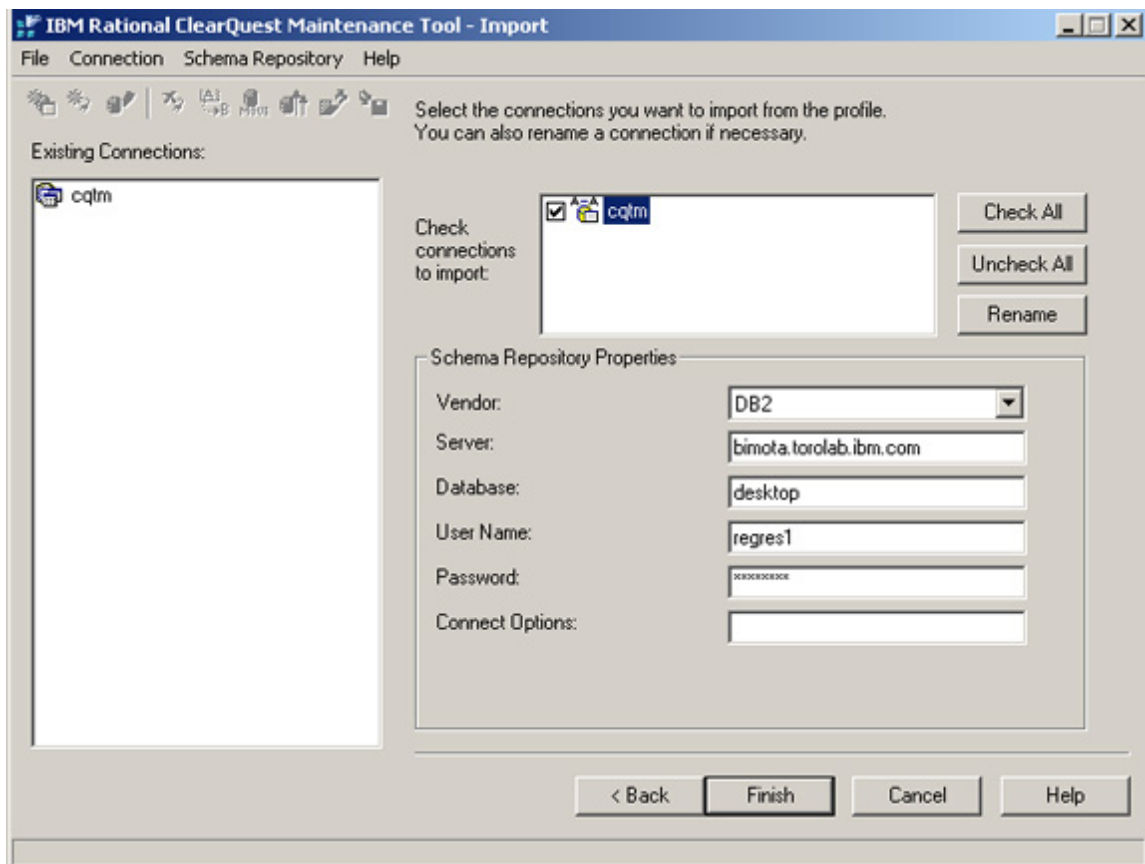 IBM Rational ClearQuest Maintenance Tool - Import
File Connection Schema Repository Help
Select the connections you want to import from the profile.
You can also rename a connection if necessary.
Existing Connections:
cqtm
Check
connections
to import:
cqtm
Check All
Uncheck All
Rename
Schema Repository Properties
Vendor: DB2
Server: bimota.torolab.ibm.com
Database: desktop
User Name: regres1
Password: xxxxxxxx
Connect Options:
< Back Finish Cancel Help